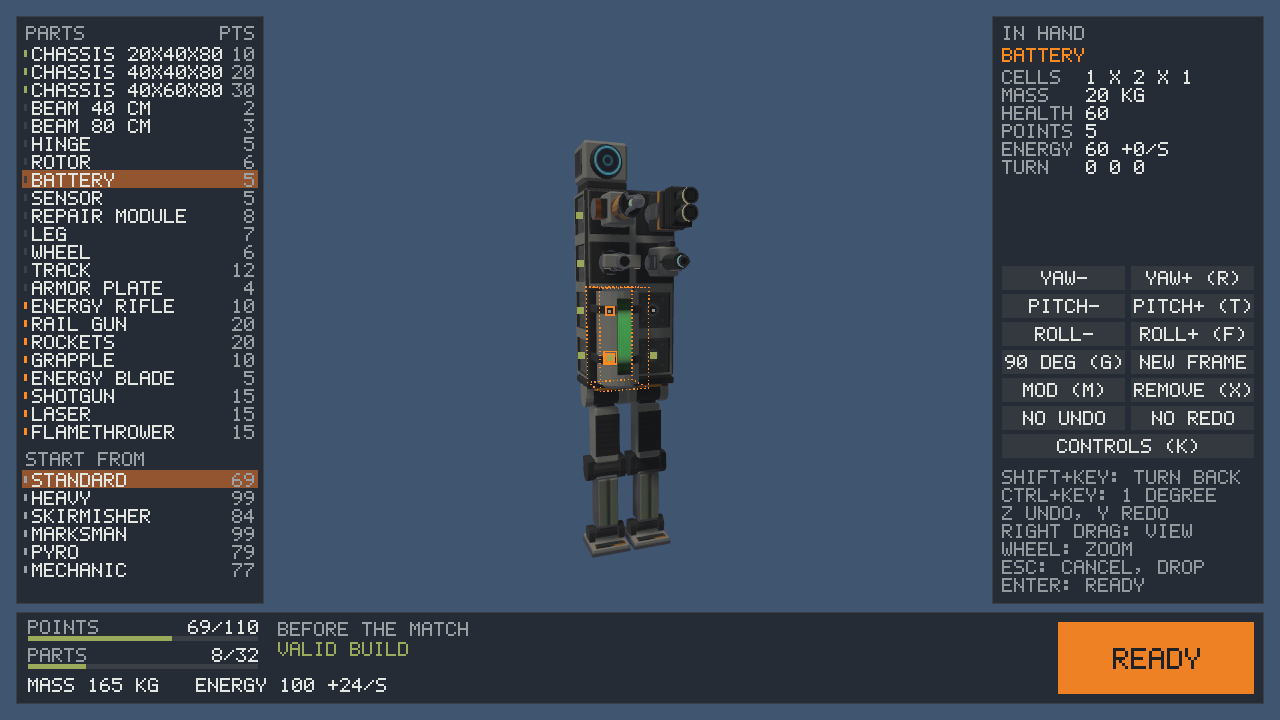 PARTS PTS
CHASSIS 20X40X80 10
CHASSIS 40X40X80 20
CHASSIS 40X60X80 30
BEAM 40 CM 2
BEAM 80 CM 3
HINGE 5
ROTOR 6
BATTERY 5
SENSOR 5
REPAIR MODULE 8
LEG 7
WHEEL 6
TRACK 12
ARMOR PLATE 4
ENERGY RIFLE 10
RAIL GUN 20
ROCKETS 20
GRAPPLE 10
ENERGY BLADE 5
SHOTGUN 15
LASER 15
FLAMETHROWER 15
START FROM
STANDARD 69
HEAVY 99
SKIRMISHER 84
MARKSMAN 99
PYRO 79
MECHANIC 77
IN HAND
BATTERY
CELLS 1 X 2 X 1
MASS 20 KG
HEALTH 60
POINTS 5
ENERGY 60 +0/S
TURN 0 0 0
YAW- YAW+ (R)
PITCH- PITCH+ (T)
ROLL- ROLL+ (F)
90 DEG (G) NEW FRAME
MOD (M) REMOVE (X)
NO UNDO NO REDO
CONTROLS (K)
SHIFT+KEY: TURN BACK
CTRL+KEY: 1 DEGREE
Z UNDO, Y REDO
RIGHT DRAG: VIEW
WHEEL: ZOOM
ESC: CANCEL, DROP
ENTER: READY
POINTS 69/110
PARTS 8/32
MASS 165 KG ENERGY 100 +24/S
BEFORE THE MATCH
VALID BUILD
READY